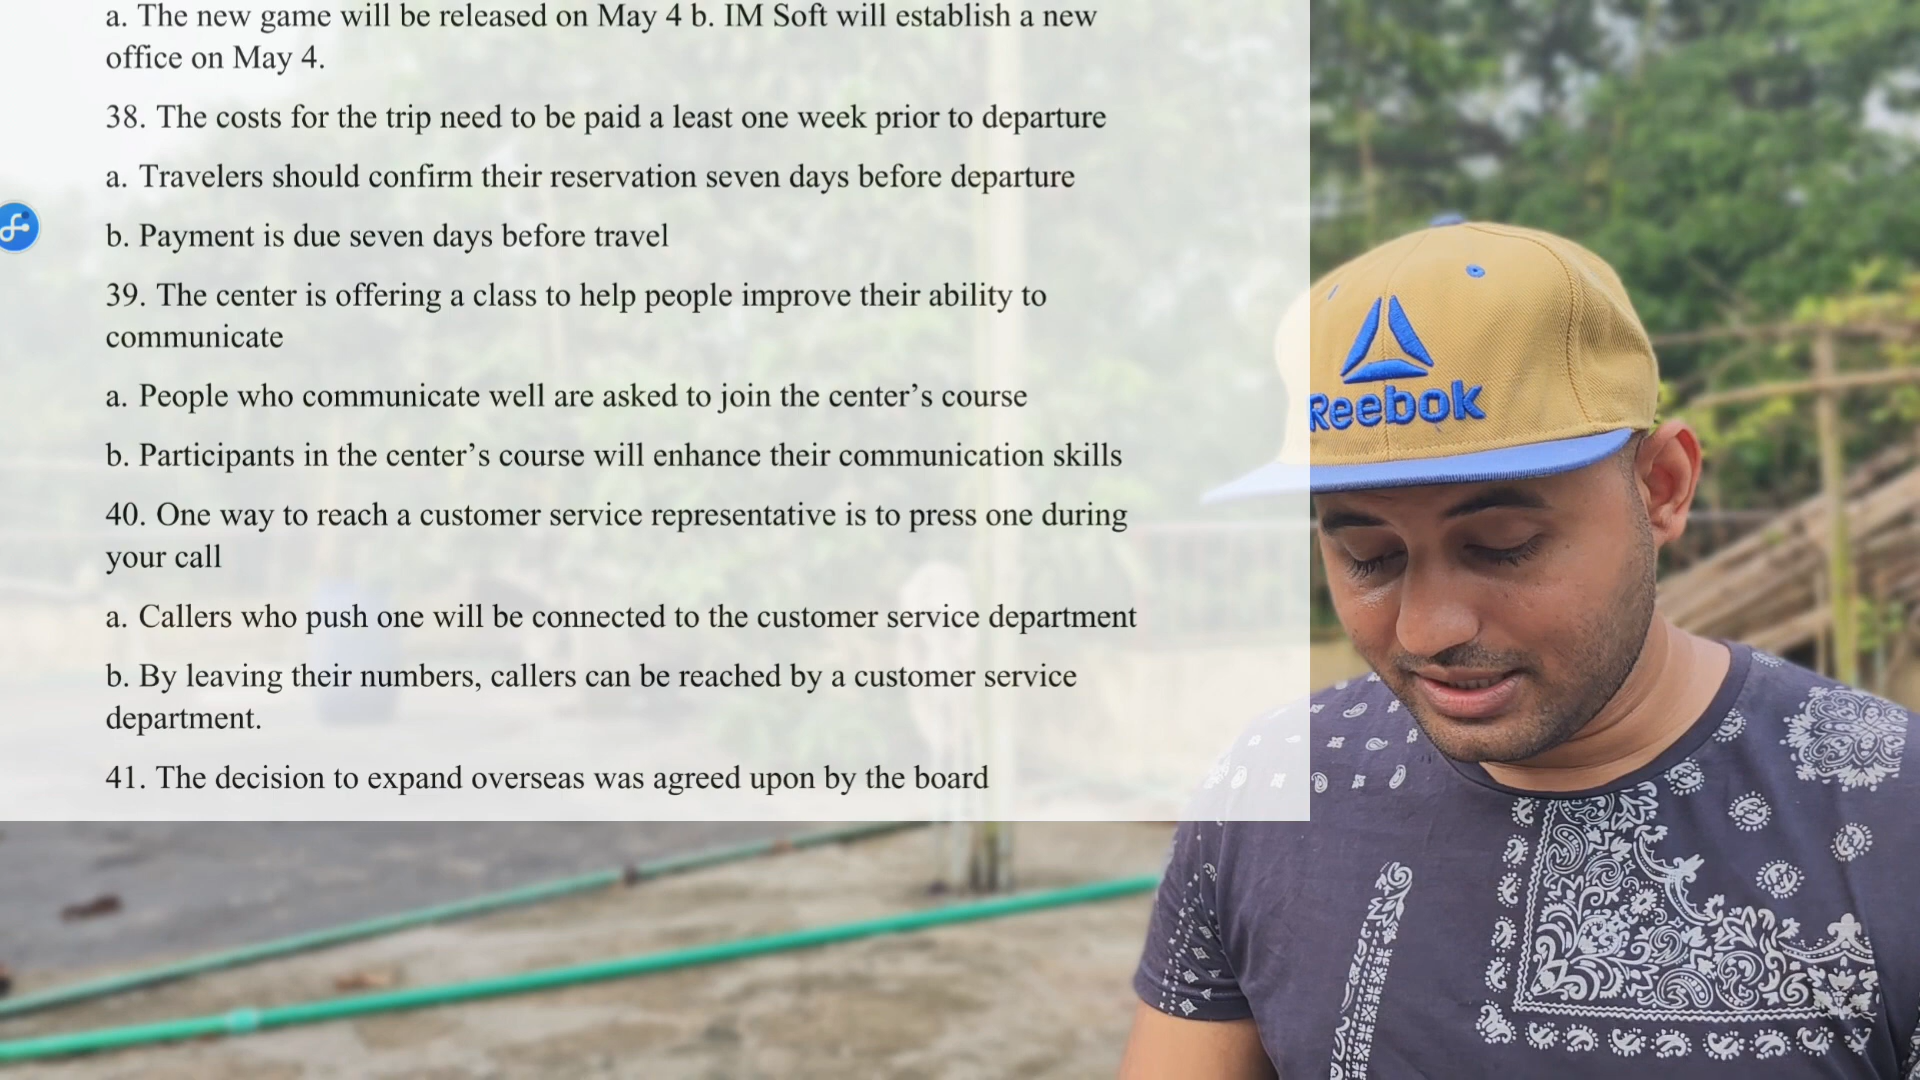 a. The new game will be released on May 4 b. IM Soft will establish a new
office on May 4.
38. The costs for the trip need to be paid a least one week prior to departure
a. Travelers should confirm their reservation seven days before departure
b. Payment is due seven days before travel
39. The center is offering a class to help people improve their ability to
communicate
a. People who communicate well are asked to join the center’s course
b. Participants in the center’s course will enhance their communication skills
40. One way to reach a customer service representative is to press one during
your call
a. Callers who push one will be connected to the customer service department
b. By leaving their numbers, callers can be reached by a customer service
department.
41. The decision to expand overseas was agreed upon by the board
Reebok